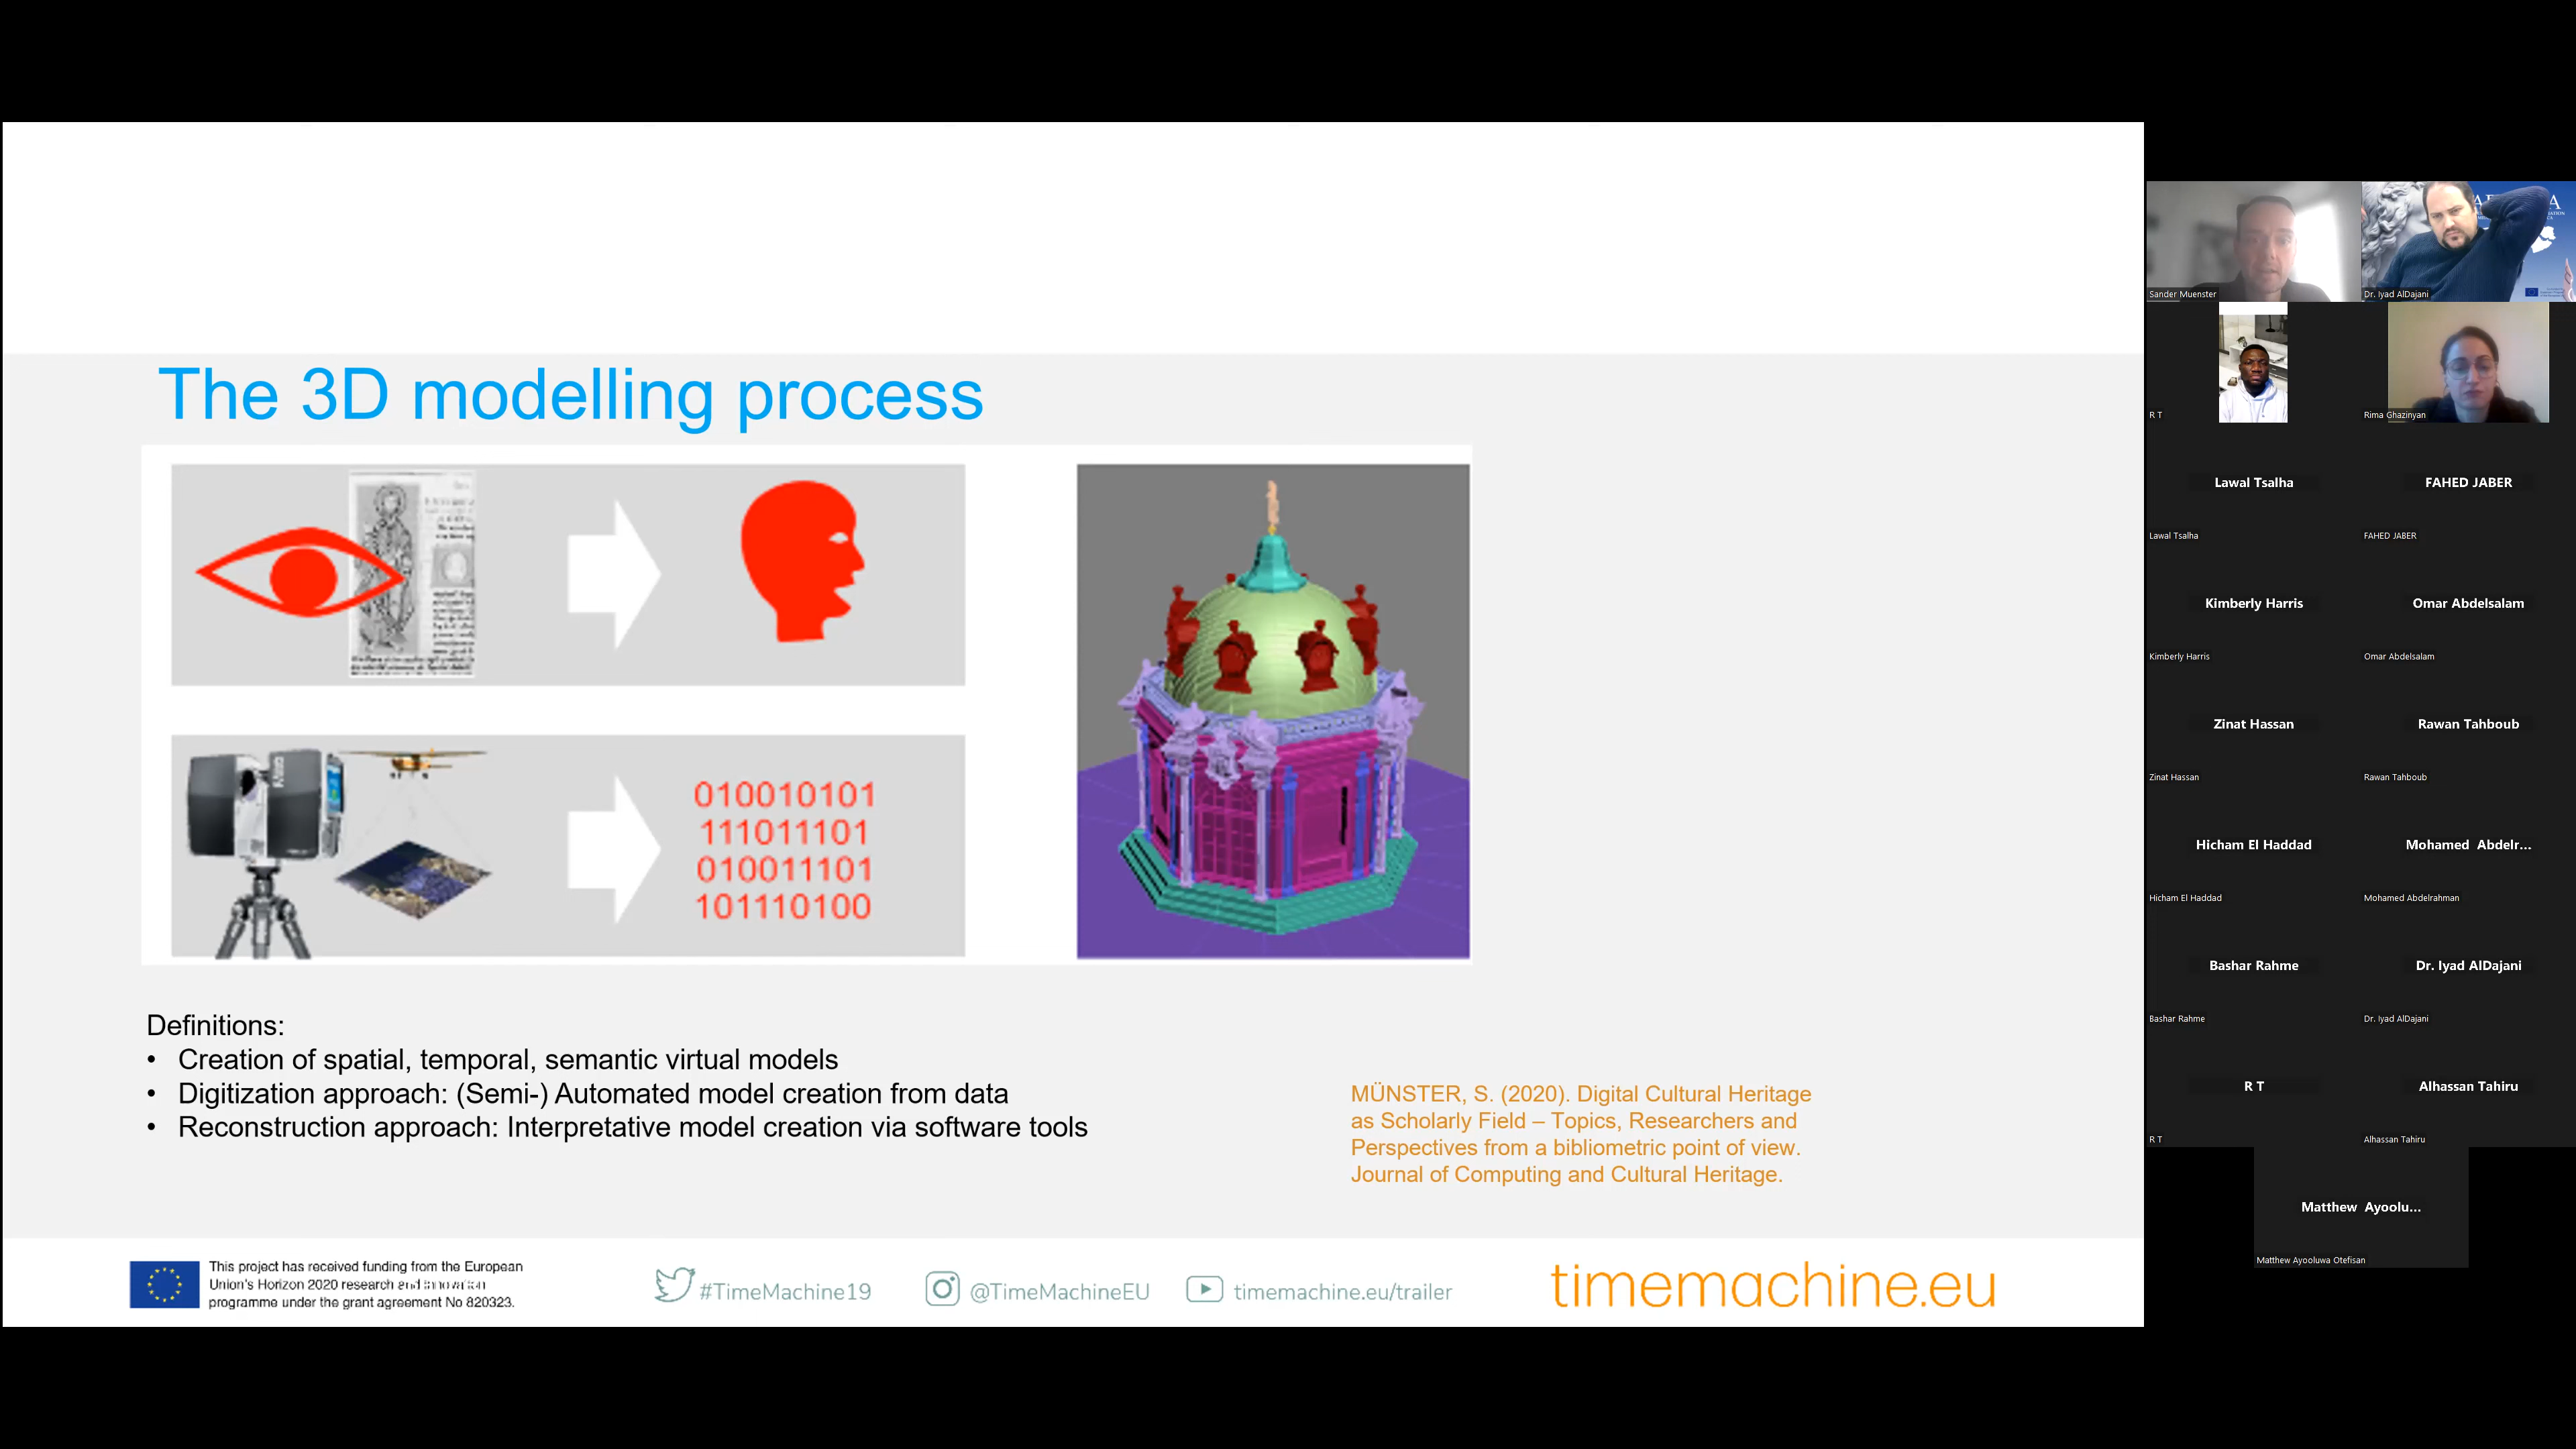 The 3D modelling process
010010101
111011101
010011101
101110100
Definitions:
• Creation of spatial, temporal, semantic virtual models
• Digitization approach: (Semi-) Automated model creation from data
• Reconstruction approach: Interpretative model creation via software tools
MÜNSTER, S. (2020). Digital Cultural Heritage
as Scholarly Field – Topics, Researchers and
Perspectives from a bibliometric point of view.
Journal of Computing and Cultural Heritage.
This project has received funding from the European
Union's Horizon 2020 research and innovation
programme under the grant agreement No 820323.
#TimeMachine19
@TimeMachineEU
timemachine.eu/trailer
timemachine.eu
Sander Muenster
Dr. Iyad AlDajani
R T
Rima Ghazinyan
Lawal Tsalha
Lawal Tsalha
FAHED JABER
FAHED JABER
Kimberly Harris
Kimberly Harris
Omar Abdelsalam
Omar Abdelsalam
Zinat Hassan
Zinat Hassan
Rawan Tahboub
Rawan Tahboub
Hicham El Haddad
Hicham El Haddad
Mohamed Abdelr...
Mohamed Abdelrahman
Bashar Rahme
Bashar Rahme
Dr. Iyad AlDajani
Dr. Iyad AlDajani
R T
R T
Alhassan Tahiru
Alhassan Tahiru
Matthew Ayoolu...
Matthew Ayooluwa Otefisan